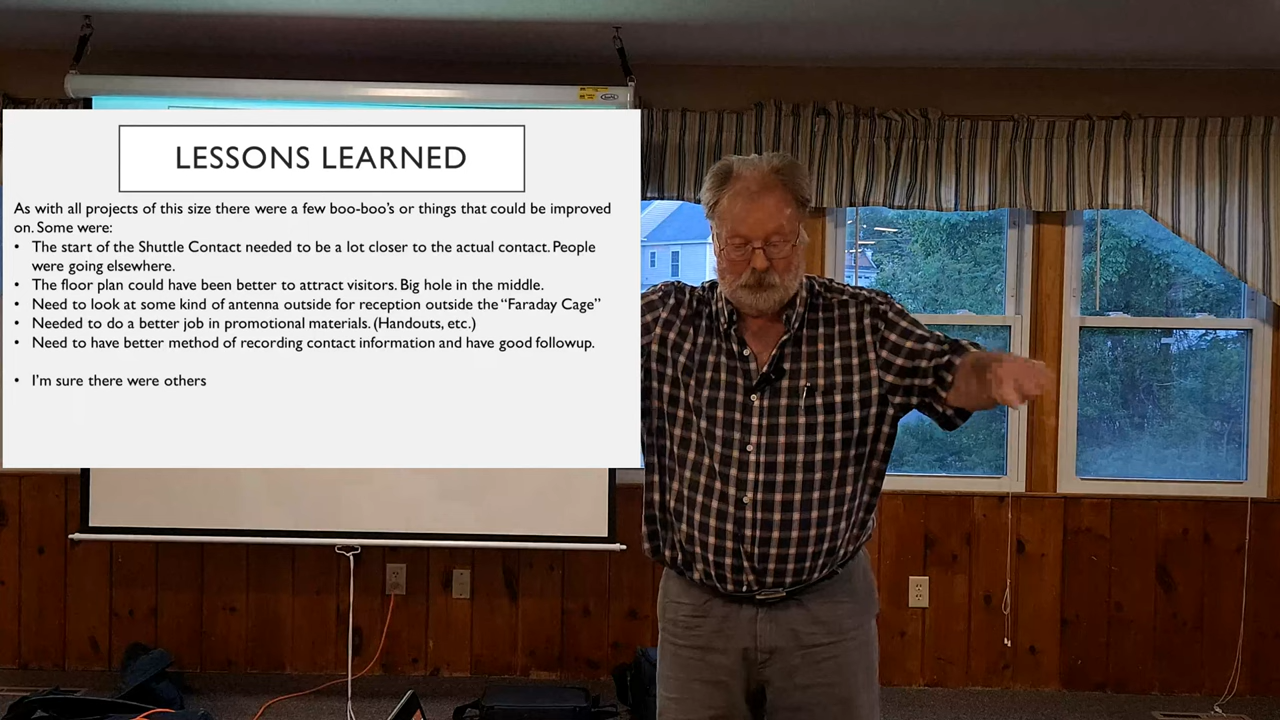 LESSONS LEARNED
As with all projects of this size there were a few boo-boo's or things that could be improved
on. Some were:
• The start of the Shuttle Contact needed to be a lot closer to the actual contact. People
were going elsewhere.
• The floor plan could have been better to attract visitors. Big hole in the middle.
• Need to look at some kind of antenna outside for reception outside the “Faraday Cage”
• Needed to do a better job in promotional materials. (Handouts, etc.)
• Need to have better method of recording contact information and have good followup.
• I'm sure there were others